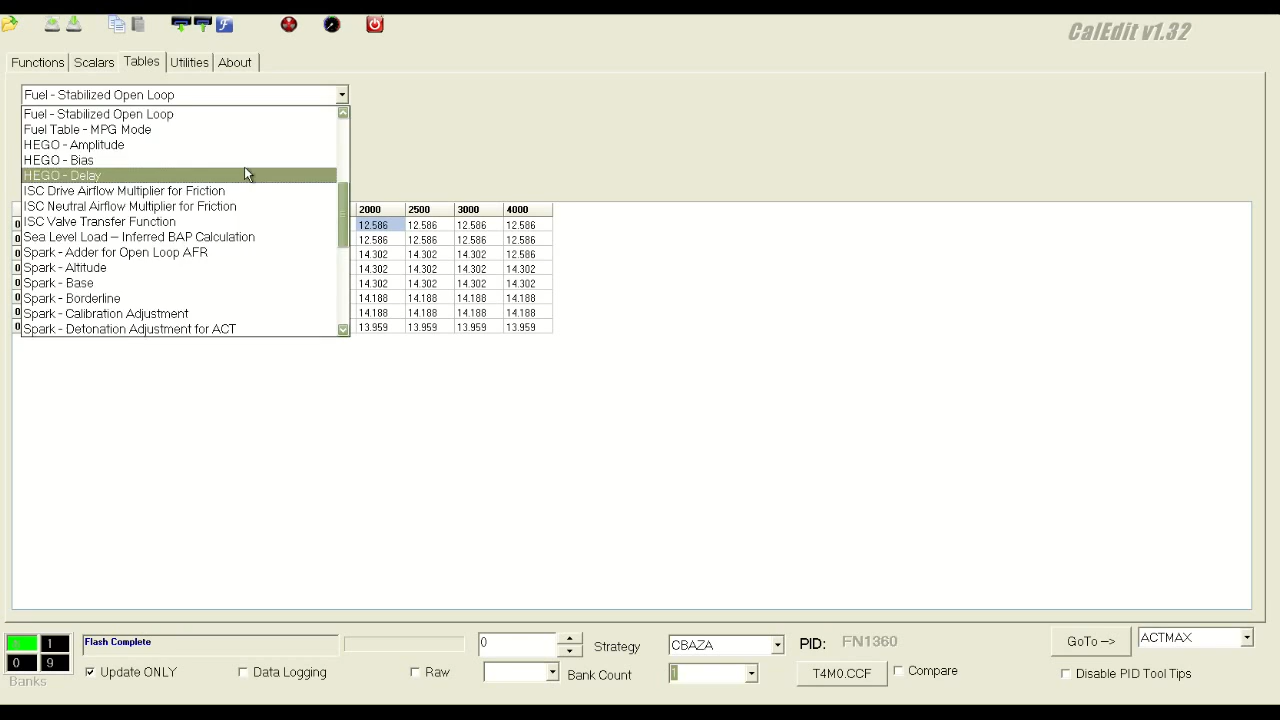 CalEdit v1.32
Functions Scalars Tables Utilities About
Fuel - Stabilized Open Loop
Fuel - Stabilized Open Loop
Fuel Table - MPG Mode
HEGO - Amplitude
HEGO - Bias
HEGO - Delay
ISC Drive Airflow Multiplier for Friction
ISC Neutral Airflow Multiplier for Friction
ISC Valve Transfer Function
Sea Level Load – Inferred BAP Calculation
Spark - Adder for Open Loop AFR
Spark - Altitude
Spark - Base
Spark - Borderline
Spark - Calibration Adjustment
Spark - Detonation Adjustment for ACT
2000 2500 3000 4000
12.586 12.586 12.586 12.586
12.586 12.586 12.586 12.586
14.302 14.302 14.302 12.586
14.302 14.302 14.302 14.302
14.302 14.302 14.302 14.302
14.188 14.188 14.188 14.188
14.188 14.188 14.188 14.188
13.959 13.959 13.959 13.959
1
0 9
Banks
Flash Complete
0
Strategy
CBAZA
PID: FN1360
GoTo -->
ACTMAX
Update ONLY
Data Logging
Raw
Bank Count
1
T4M0.CCF
Compare
Disable PID Tool Tips